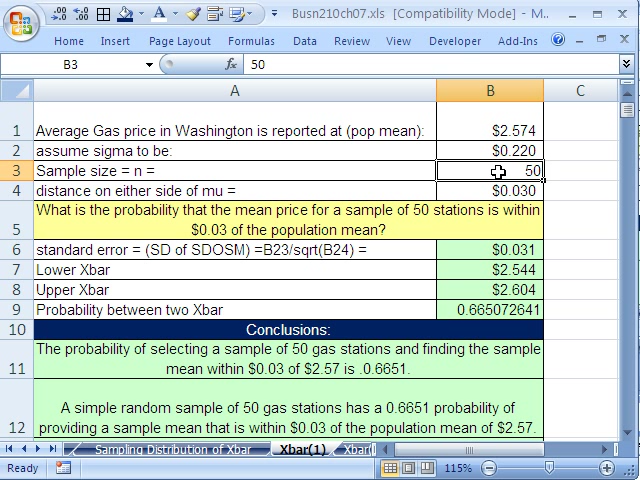 Busn210ch07.xls [Compatibility Mode] - M..
Home Insert Page Layout Formulas Data Review View Developer Add-Ins
B3 fx 50
A B C
1 Average Gas price in Washington is reported at (pop mean): $2.574
2 assume sigma to be: $0.220
3 Sample size = n = 50
4 distance on either side of mu = $0.030
What is the probability that the mean price for a sample of 50 stations is within
5 $0.03 of the population mean?
6 standard error = (SD of SDOSM) =B23/sqrt(B24) = $0.031
7 Lower Xbar $2.544
8 Upper Xbar $2.604
9 Probability between two Xbar 0.665072641
10 Conclusions:
The probability of selecting a sample of 50 gas stations and finding the sample
11 mean within $0.03 of $2.57 is .0.6651.
A simple random sample of 50 gas stations has a 0.6651 probability of
12 providing a sample mean that is within $0.03 of the population mean of $2.57.
Sampling Distribution of Xbar Xbar(1) Xbar(
Ready 115%